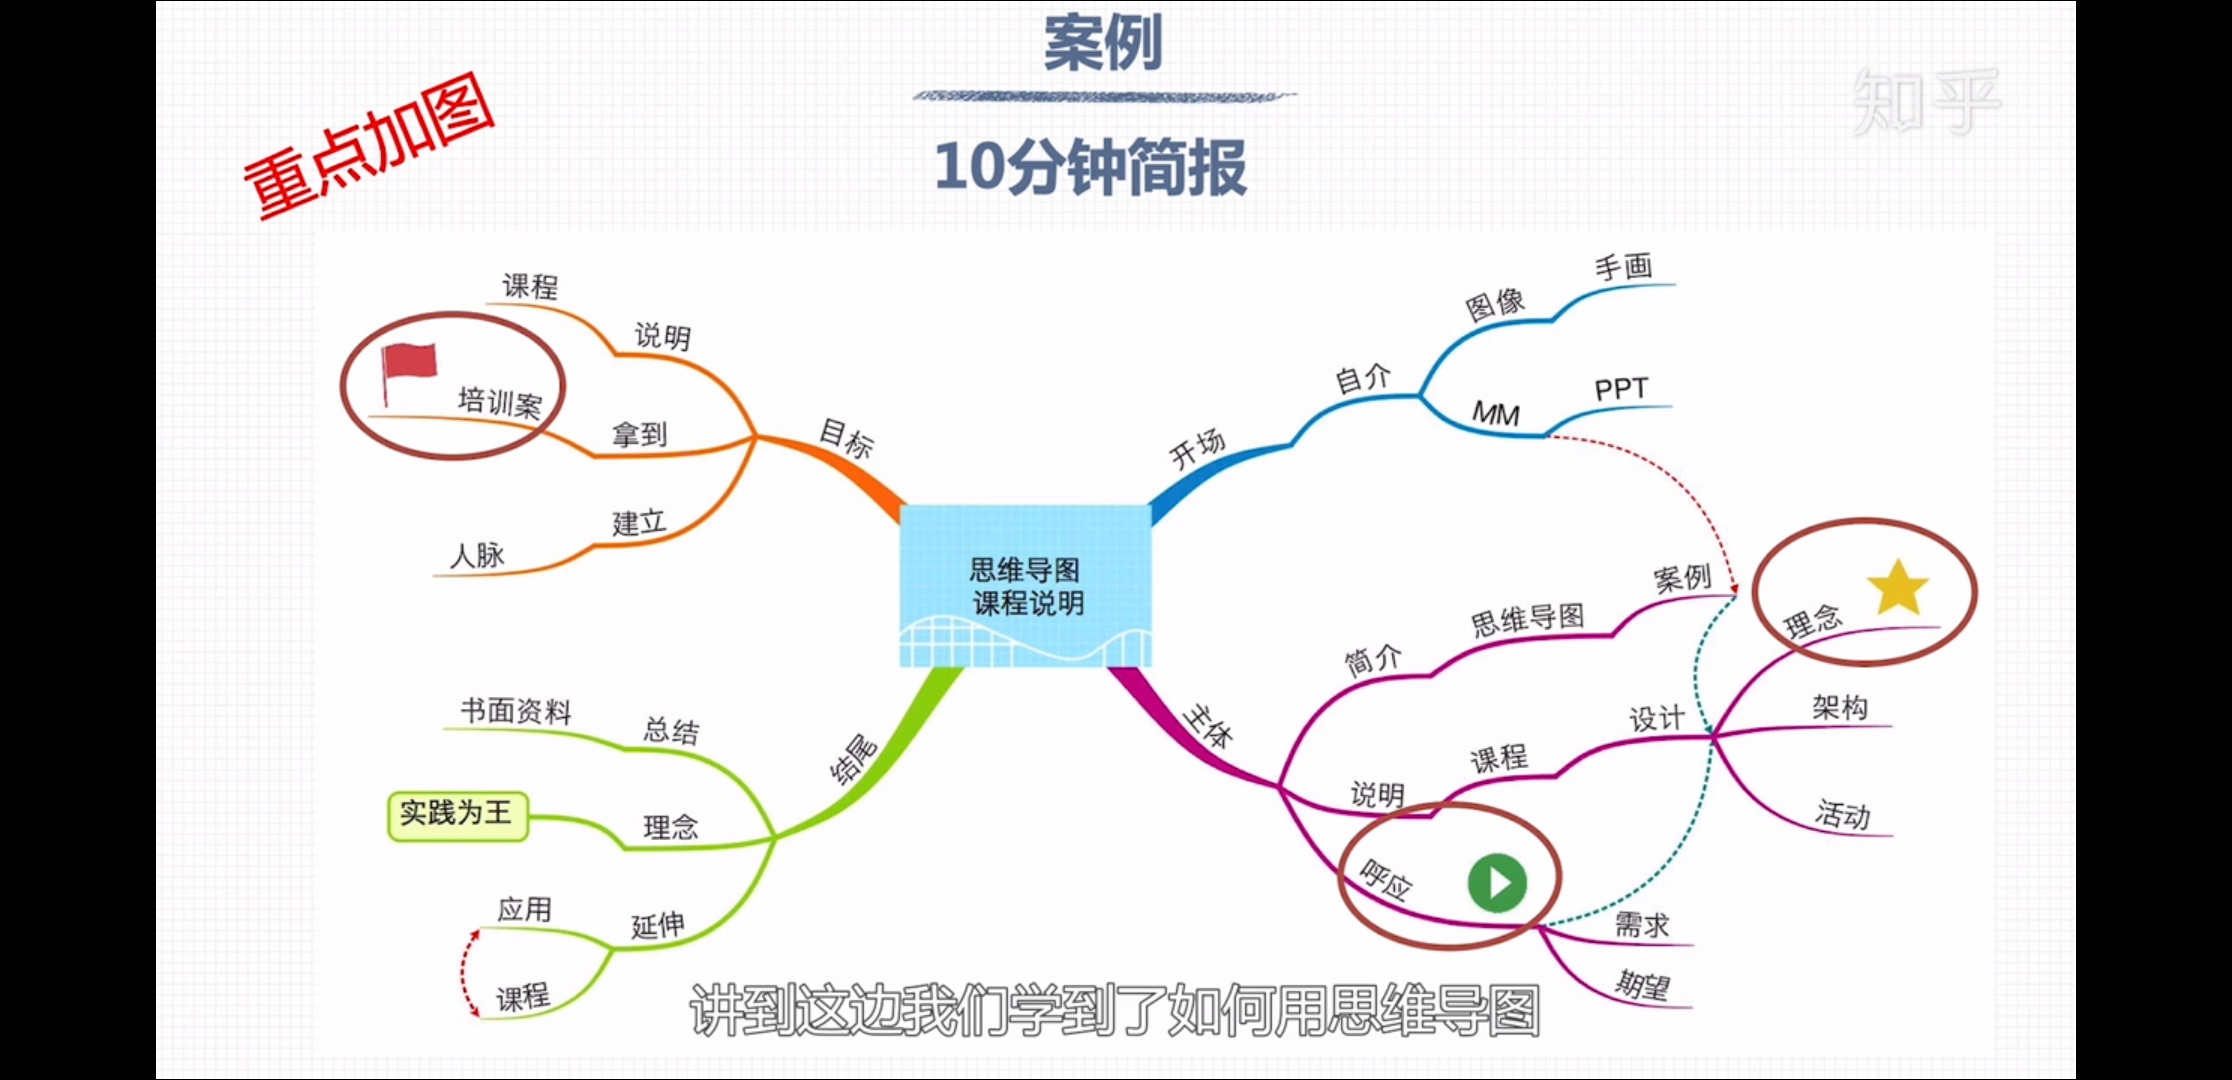 案例
知乎
重点加图
10分钟简报
课程
说明
培训案
拿到
目标
建立
人脉
手画
图像
自介
PPT
MM
开场
思维导图
课程说明
案例
思维导图
简介
理念
架构
设计
课程
说明
活动
主体
呼应
需求
期望
书面资料
总结
结尾
实践为王
理念
应用
延伸
课程
讲到这边我们学到了如何用思维导图